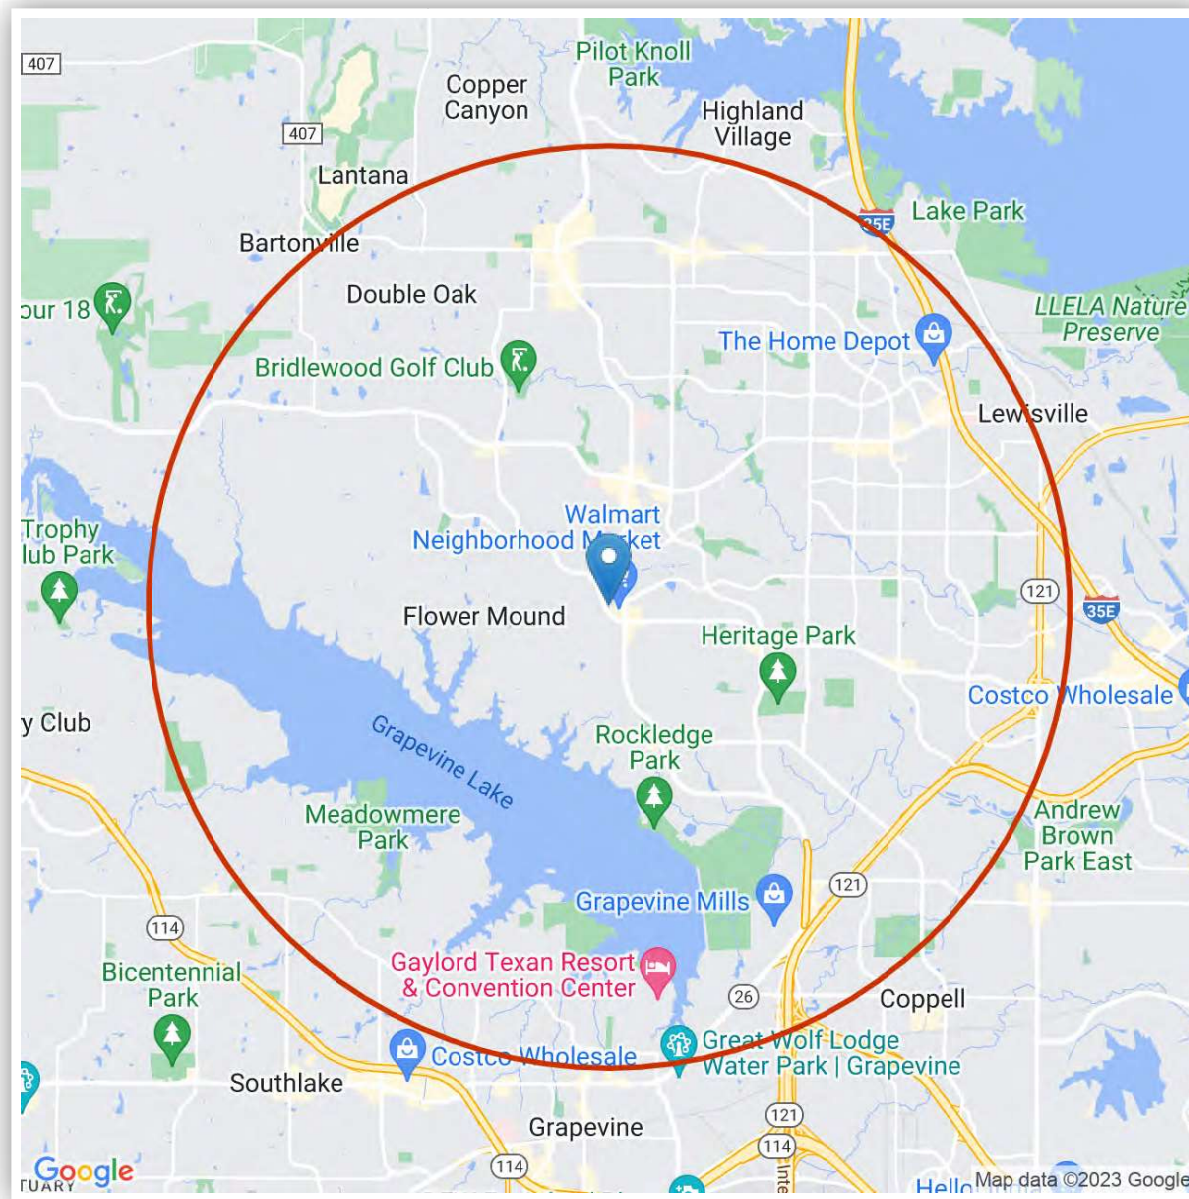 407
Pilot Knoll
Park
Copper
Canyon
Highland
Village
407
Lantana
35E
Lake Park
Bartonville
Double Oak
our 18
LLELA Nature
Preserve
The Home Depot
Bridlewood Golf Club
Lewisville
Walmart
Neighborhood Market
Trophy
lub Park
121
35E
Flower Mound
Heritage Park
Costco Wholesale
y Club
Grapevine Lake
Rockledge
Park
Meadowmere
Park
Andrew
Brown
Park East
121
Grapevine Mills
114
Gaylord Texan Resort
& Convention Center
Bicentennial
Park
26
Coppell
Costco Wholesale
Great Wolf Lodge
Water Park | Grapevine
Southlake
121
Grapevine
114
114
Google
TUARY
Inte
Hello
Map data ©2023 Google